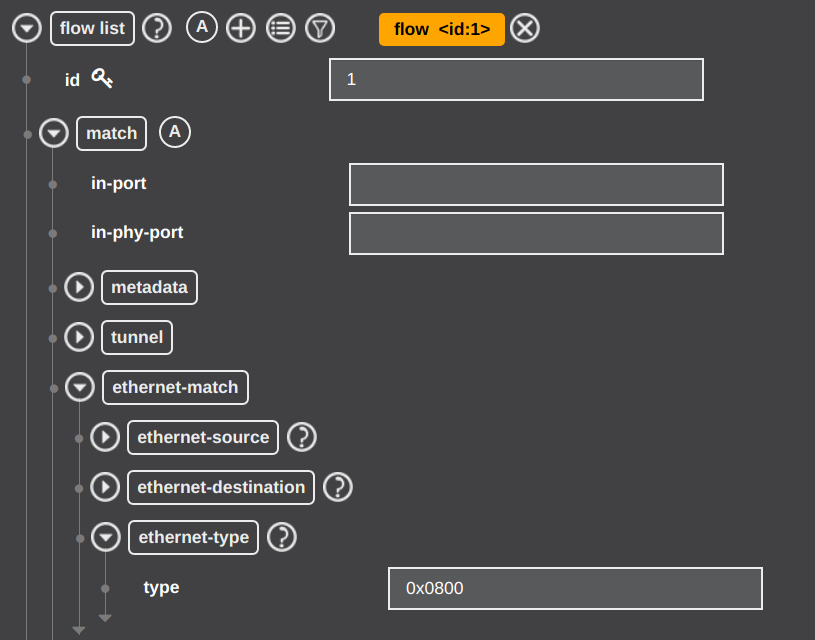 flow list ? A flow <id:1>
id 1
match A
in-port
in-phy-port
metadata
tunnel
ethernet-match
ethernet-source ?
ethernet-destination ?
ethernet-type ?
type 0x0800